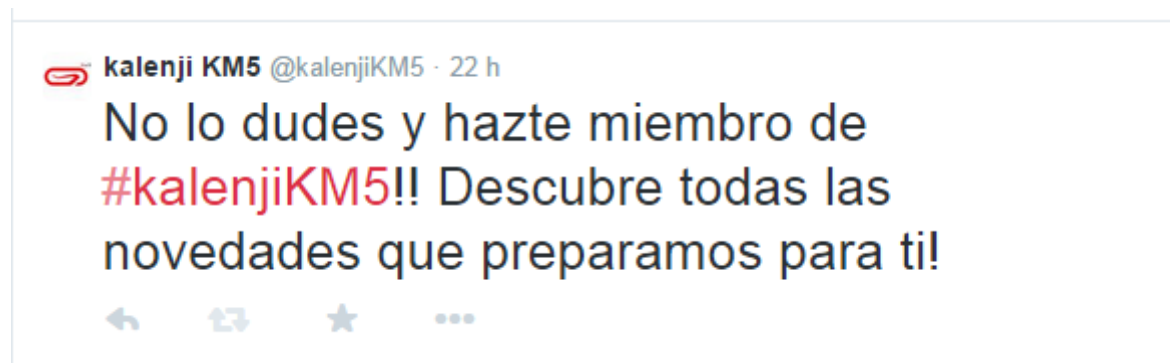 kalenji KM5 @kalenjiKM5 · 22 h
No lo dudes y hazte miembro de
#kalenjiKM5!! Descubre todas las
novedades que preparamos para ti!